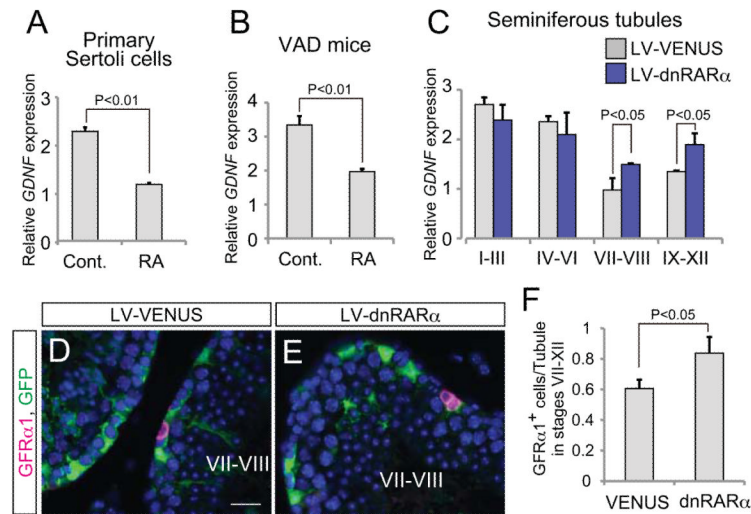 A
Primary
Sertoli cells
Relative GDNF expression
3
2
1
0
P<0.01
Cont.
RA
B
VAD mice
Relative GDNF expression
4
3
2
1
0
P<0.01
Cont.
RA
C
Seminiferous tubules
LV-VENUS
LV-dnRARα
Relative GDNF expression
3
2
1
0
P<0.05
P<0.05
I-III
IV-VI
VII-VIII
IX-XII
LV-VENUS
LV-dnRARα
GFRα1, GFP
D
VII-VIII
E
VII-VIII
F
GFRα1+ cells/Tubule
in stages VII-XII
1
0.8
0.6
0.4
0.2
0
P<0.05
VENUS
dnRARα